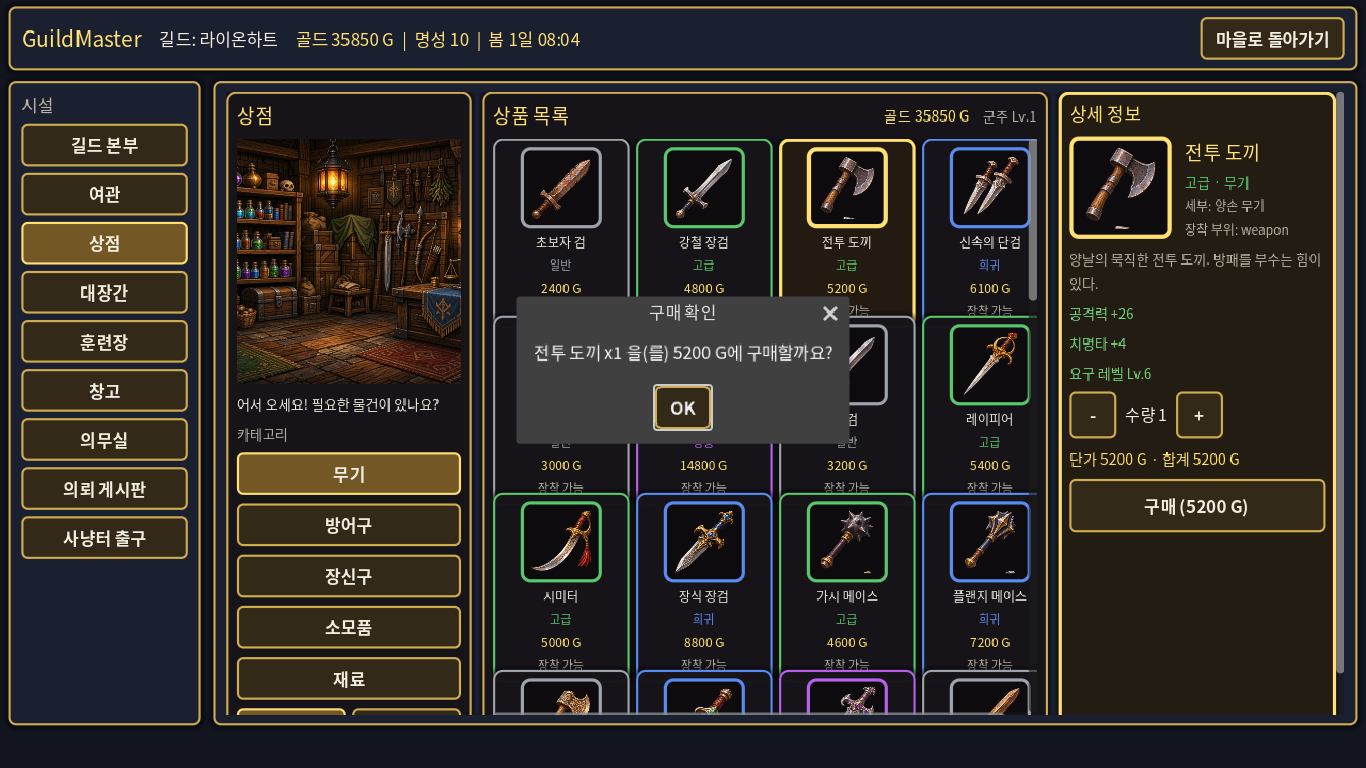 GuildMaster 길드: 라이온하트 골드 35850 G | 명성 10 | 봄 1일 08:04
마을로 돌아가기
시설
길드 본부
여관
상점
대장간
훈련장
창고
의무실
의뢰 게시판
사냥터 출구
상점
어서 오세요! 필요한 물건이 있나요?
카테고리
무기
방어구
장신구
소모품
재료
상품 목록 골드 35850 G 군주 Lv.1
초보자 검 강철 장검 전투 도끼 신속의 단검
일반 고급 고급 희귀
2400 G 4800 G 5200 G 6100 G
장착 가능
구매확인
전투 도끼 x1 을(를) 5200 G에 구매할까요?
OK
검 레이피어
고급
3000 G 14800 G 3200 G 5400 G
장착 가능 장착 가능 장착 가능 장착 가능
시미터 장식 장검 가시 메이스 플랜지 메이스
고급 희귀 고급 희귀
5000 G 8800 G 4600 G 7200 G
장착 가능 장착 가능 장착 가능 장착 가능
상세 정보
전투 도끼
고급 · 무기
세부: 양손 무기
장착 부위: weapon
양날의 묵직한 전투 도끼. 방패를 부수는 힘이
있다.
공격력 +26
치명타 +4
요구 레벨 Lv.6
- 수량 1 +
단가 5200 G · 합계 5200 G
구매 (5200 G)